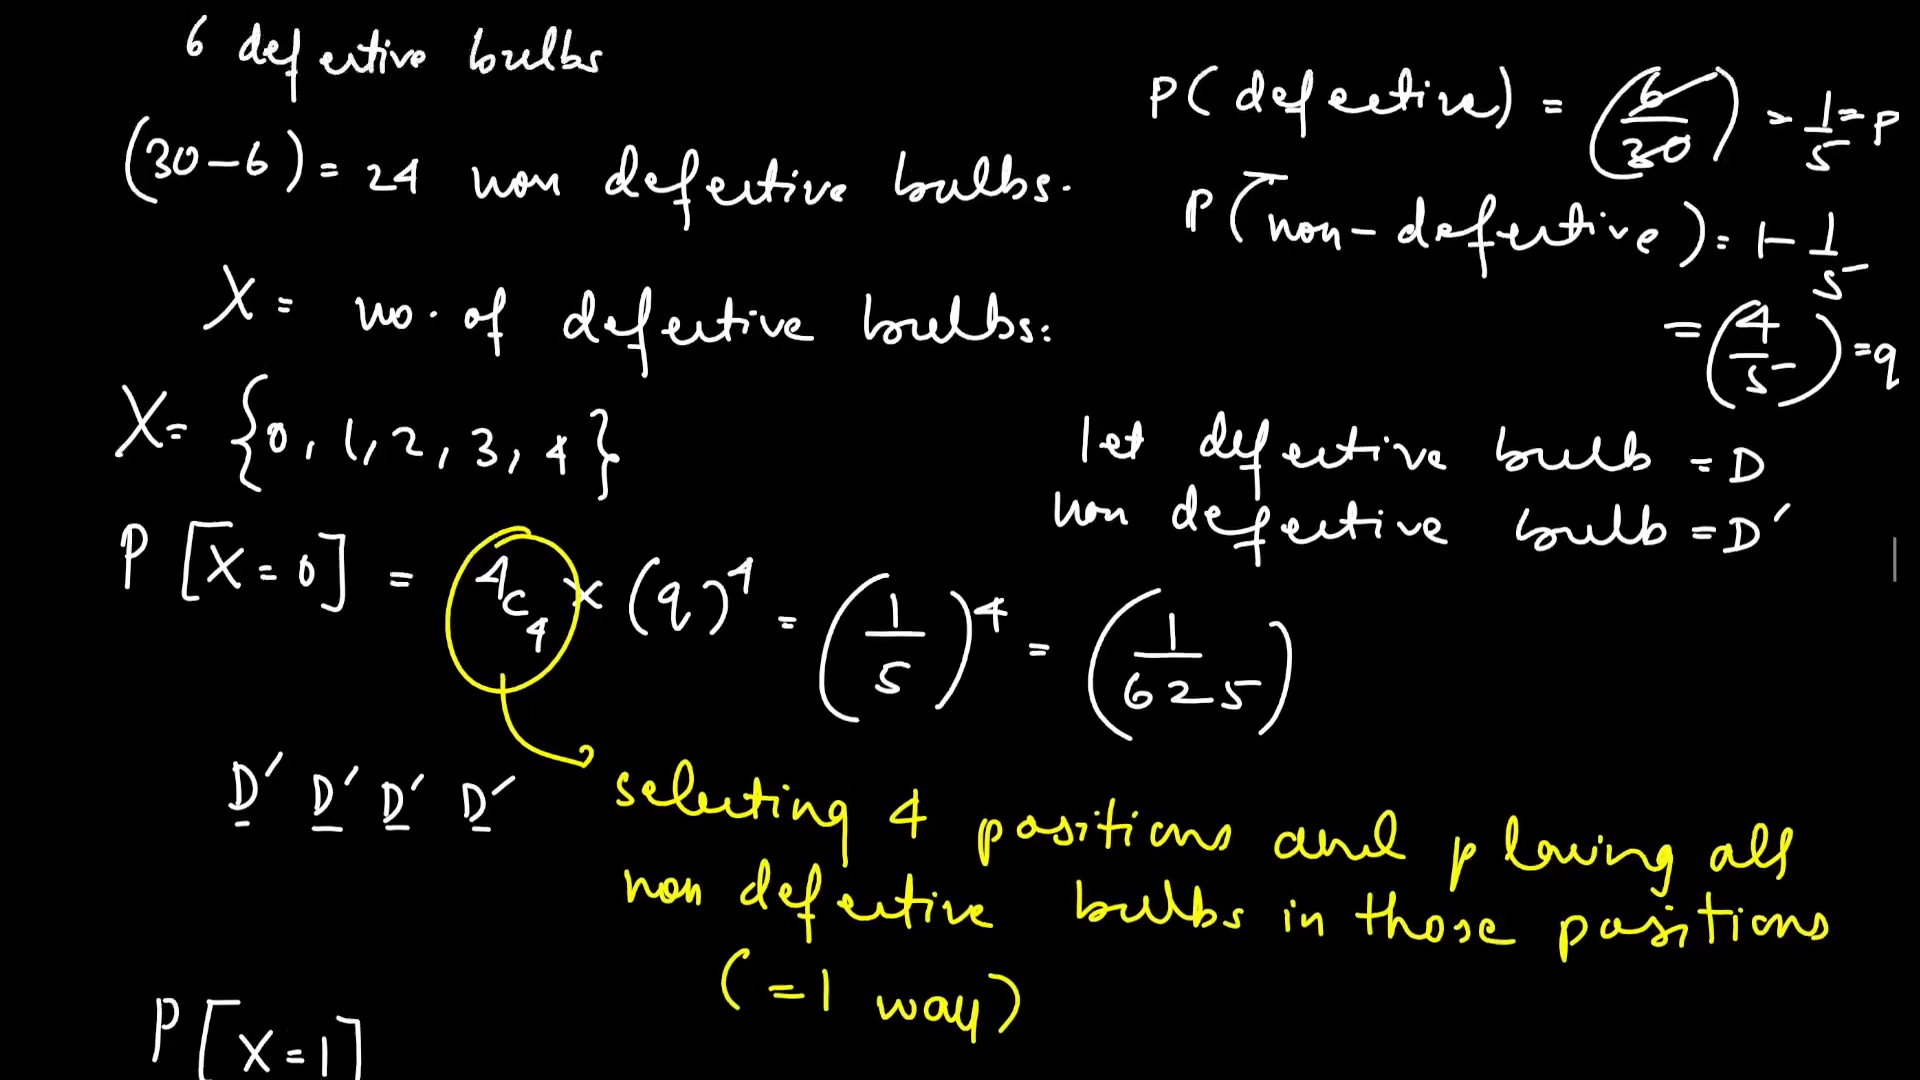 6 defective bulbs
(30-6) = 24 non defective bulbs.
X = no. of defective bulbs:
X = {0, 1, 2, 3, 4}
P(defective) = (6/30) = 1/5 = p
P(non-defective) = 1 - 1/5
= (4/5) = q
let defective bulb = D
non defective bulb = D'
P[X=0] = 4C4 × (q)^4 = (1/5)^4 = (1/625)
D' D' D' D'
selecting 4 positions and placing all
non defective bulbs in those positions
(=1 way)
P[X=1]